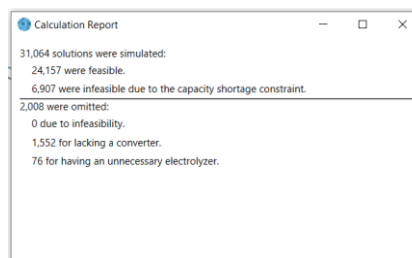 Calculation Report
31,064 solutions were simulated:
24,157 were feasible.
6,907 were infeasible due to the capacity shortage constraint.
2,008 were omitted:
0 due to infeasibility.
1,552 for lacking a converter.
76 for having an unnecessary electrolyzer.